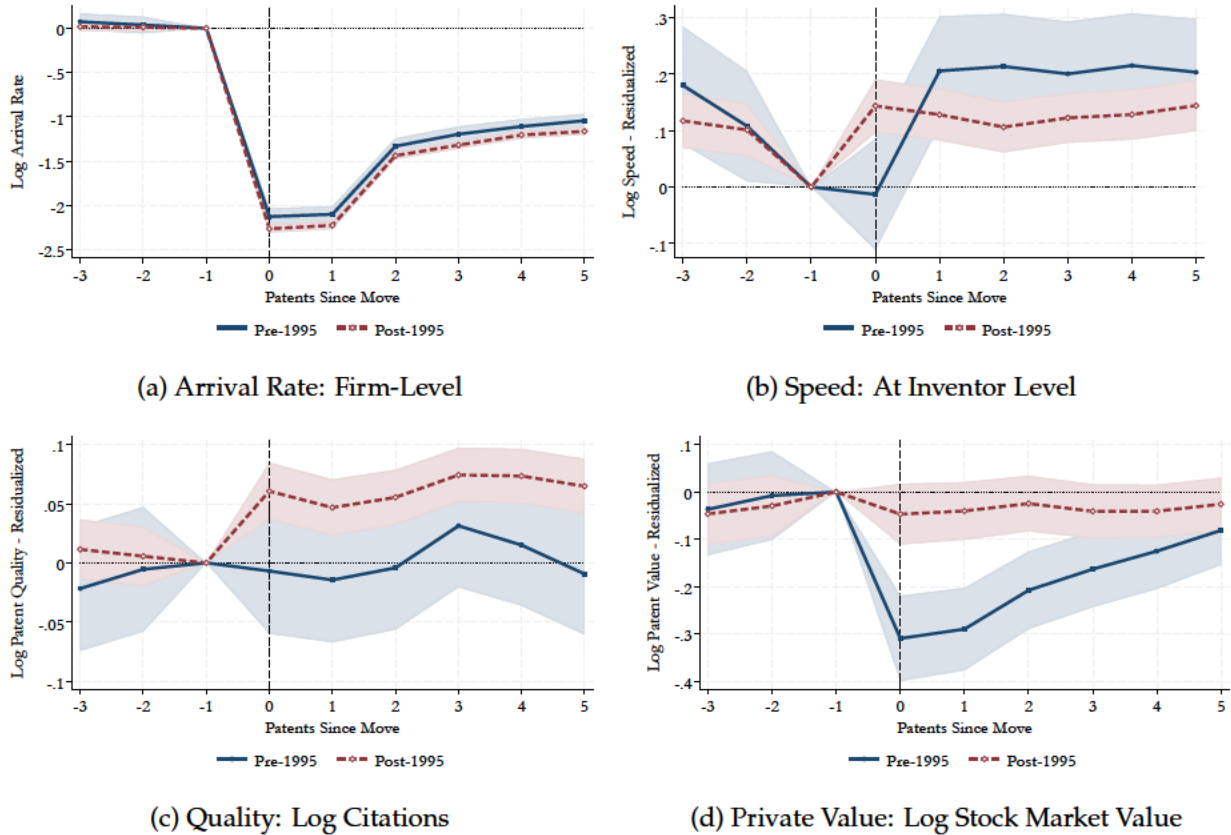 0
-.5
-1
-1.5
-2
-2.5
Log Arrival Rate
-3 -2 -1 0 1 2 3 4 5
Patents Since Move
Pre-1995 Post-1995
(a) Arrival Rate: Firm-Level
.3
.2
.1
0
-.1
Log Speed - Residualized
-3 -2 -1 0 1 2 3 4 5
Patents Since Move
Pre-1995 Post-1995
(b) Speed: At Inventor Level
.1
.05
0
-.05
-.1
Log Patent Quality - Residualized
-3 -2 -1 0 1 2 3 4 5
Patents Since Move
Pre-1995 Post-1995
(c) Quality: Log Citations
.1
0
-.1
-.2
-.3
-.4
Log Patent Value - Residualized
-3 -2 -1 0 1 2 3 4 5
Patents Since Move
Pre-1995 Post-1995
(d) Private Value: Log Stock Market Value